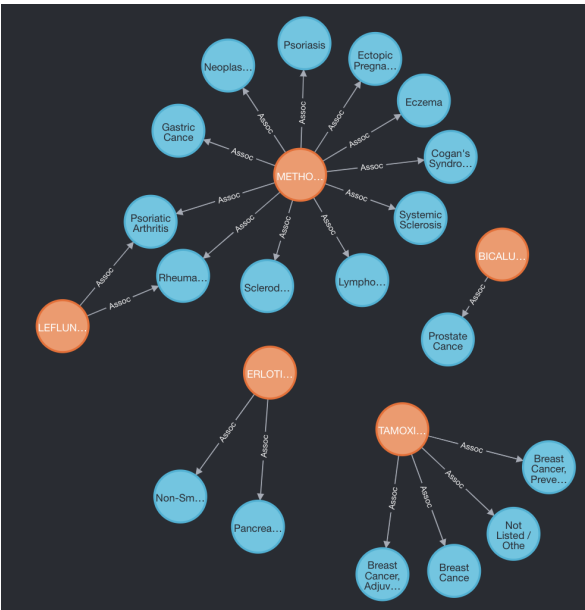 Psoriasis
Ectopic
Pregna...
Neoplas...
Eczema
Assoc
Assoc
Assoc
Gastric
Cance
Assoc
Assoc
Cogan's
Syndro...
Assoc
METHO...
Assoc
Assoc
Psoriatic
Arthritis
Assoc
Systemic
Sclerosis
Assoc
Assoc
Assoc
BICALU...
Assoc
Rheuma...
Sclerod...
Lympho...
Assoc
Assoc
LEFLUN...
Prostate
Cance
ERLOTI...
Assoc
Assoc
TAMOXI...
Assoc
Breast
Cancer,
Preve...
Assoc
Assoc
Assoc
Non-Sm...
Pancrea...
Not
Listed /
Othe
Breast
Cancer,
Adjuv...
Breast
Cance